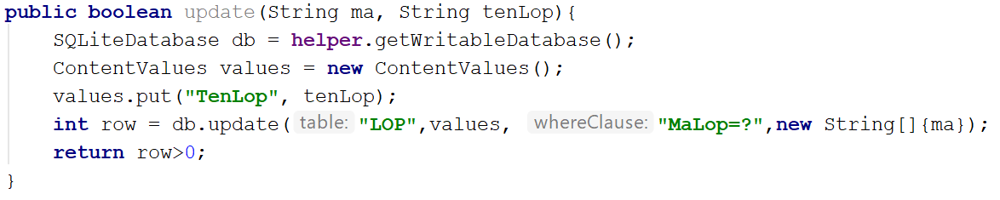 public boolean update(String ma, String tenLop){
SQLiteDatabase db = helper.getWritableDatabase();
ContentValues values = new ContentValues();
values.put("TenLop", tenLop);
int row = db.update( table: "LOP",values, whereClause: "MaLop=?",new String[]{ma});
return row>0;
}